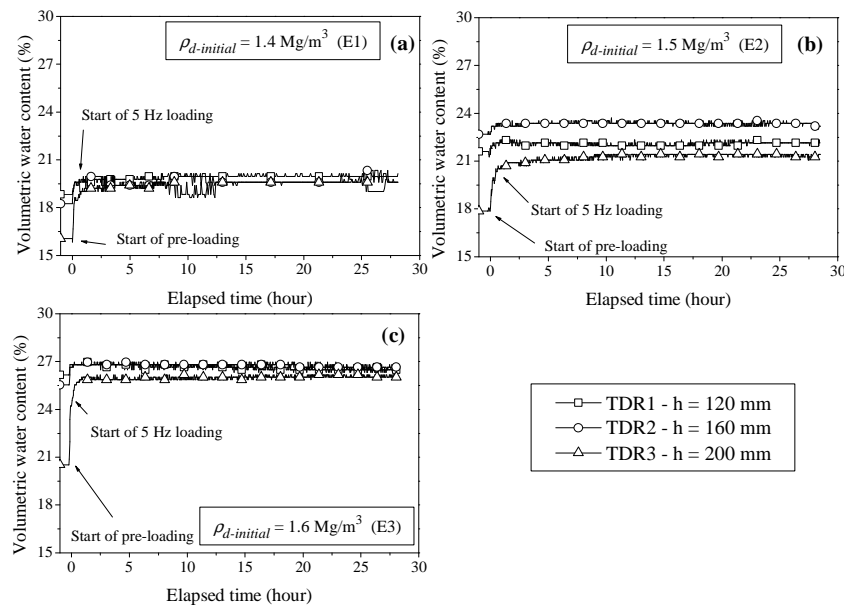 ρd-initial = 1.4 Mg/m³ (E1)
(a)
Start of 5 Hz loading
Start of pre-loading
Volumetric water content (%)
30
27
24
21
18
15
0 5 10 15 20 25 30
Elapsed time (hour)
ρd-initial = 1.5 Mg/m³ (E2)
(b)
Start of 5 Hz loading
Start of pre-loading
Volumetric water content (%)
30
27
24
21
18
15
0 5 10 15 20 25 30
Elapsed time (hour)
(c)
Start of 5 Hz loading
Start of pre-loading
ρd-initial = 1.6 Mg/m³ (E3)
Volumetric water content (%)
30
27
24
21
18
15
0 5 10 15 20 25 30
Elapsed time (hour)
TDR1 - h = 120 mm
TDR2 - h = 160 mm
TDR3 - h = 200 mm